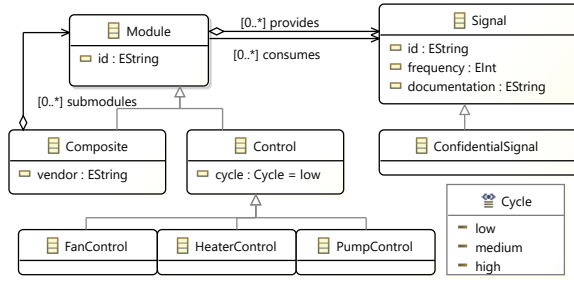 Module
id : EString
[0..*] provides
[0..*] consumes
Signal
id : EString
frequency : EInt
documentation : EString
[0..*] submodules
Composite
vendor : EString
Control
cycle : Cycle = low
ConfidentialSignal
Cycle
low
medium
high
FanControl
HeaterControl
PumpControl